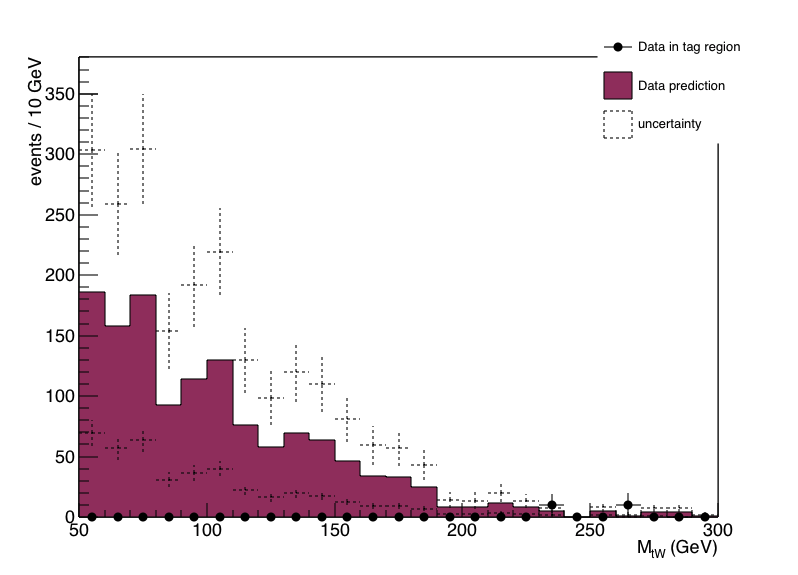 Data in tag region
Data prediction
uncertainty
events / 10 GeV
350
300
250
200
150
100
50
0
50 100 150 200 250 300
MtW (GeV)